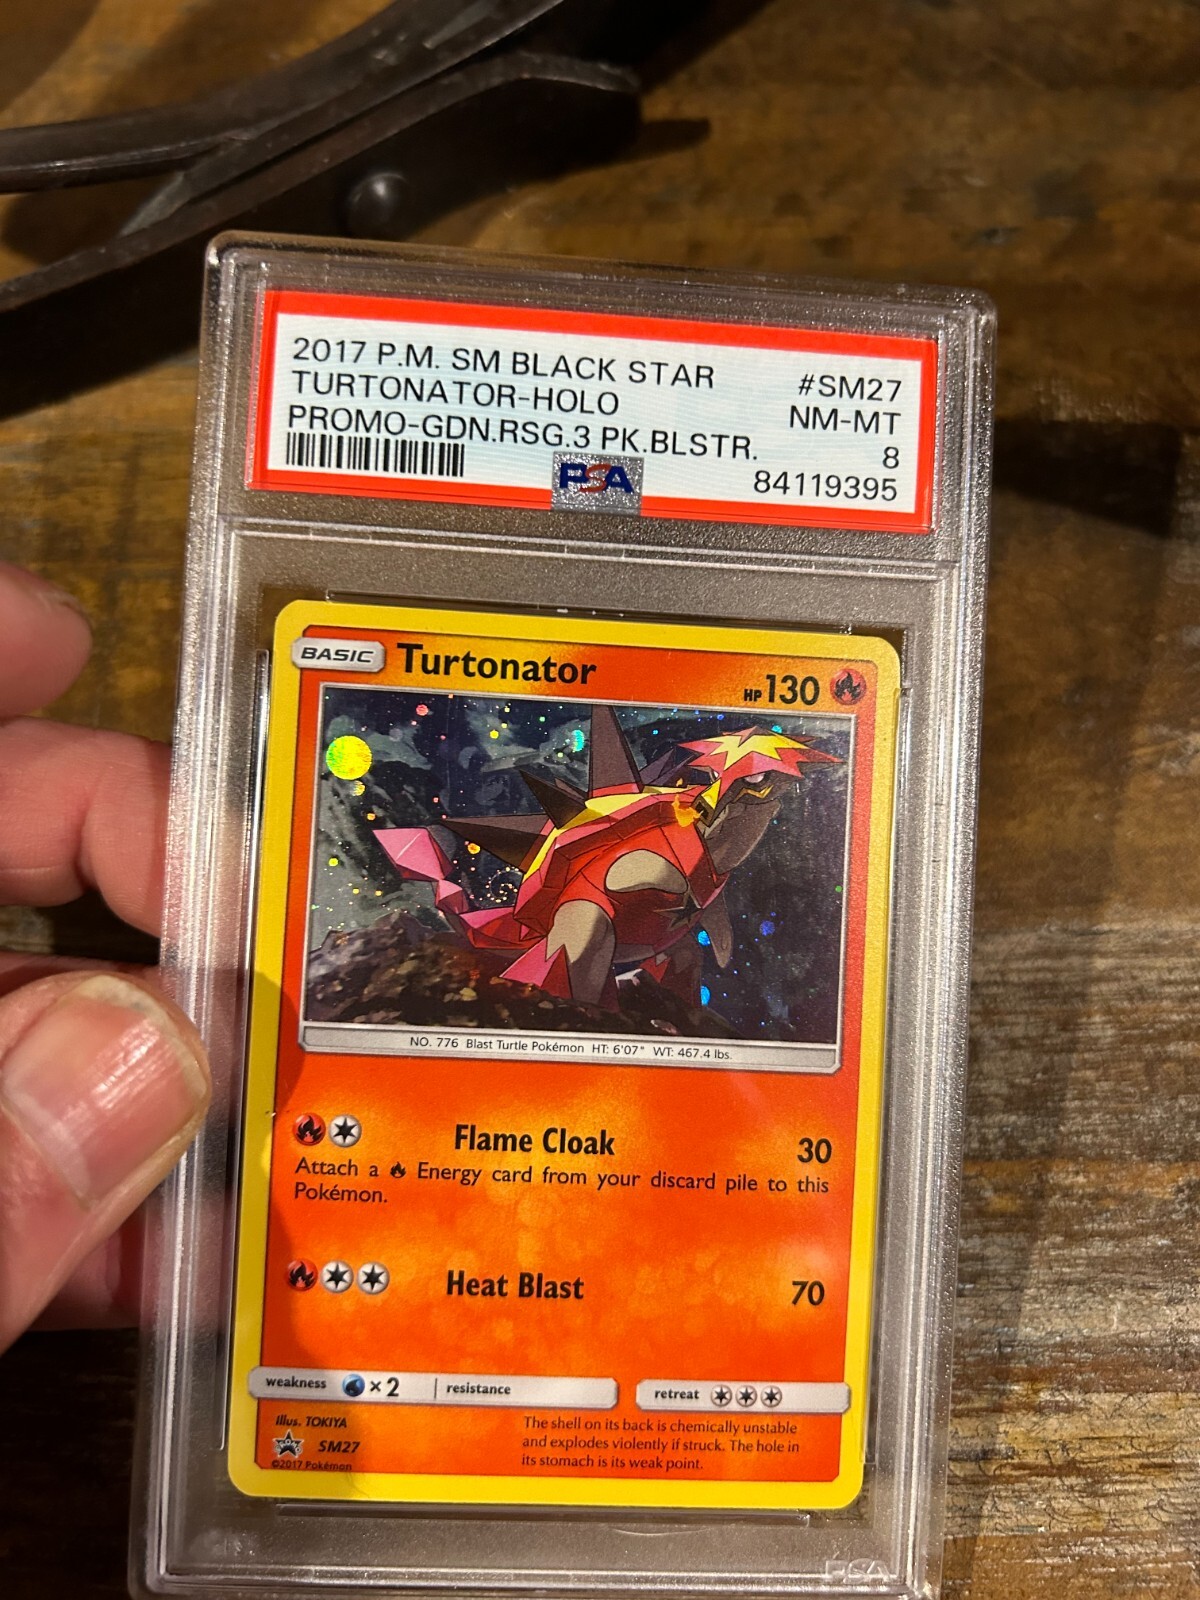 2017 P.M. SM BLACK STAR #SM27
TURTONATOR-HOLO NM-MT
PROMO-GDN.RSG.3 PK.BLSTR. 8
PSA 84119395
BASIC Turtonator HP 130
NO. 776 Blast Turtle Pokémon HT: 6'07" WT: 467.4 lbs.
Flame Cloak 30
Attach a Energy card from your discard pile to this
Pokémon.
Heat Blast 70
weakness ×2 resistance retreat
Illus. TOKIYA
SM27
©2017 Pokémon
The shell on its back is chemically unstable
and explodes violently if struck. The hole in
its stomach is its weak point.
PSA